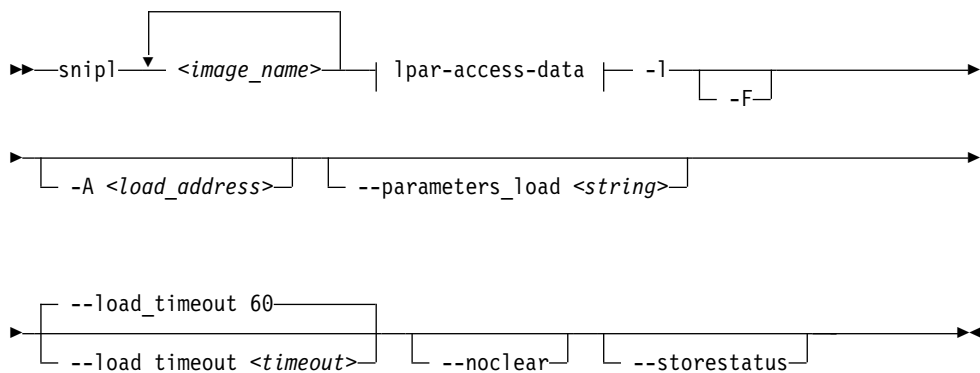 snipl <image_name> lpar-access-data -l
-F
-A <load_address> --parameters_load <string>
--load_timeout 60
--load timeout <timeout> --noclear --storestatus